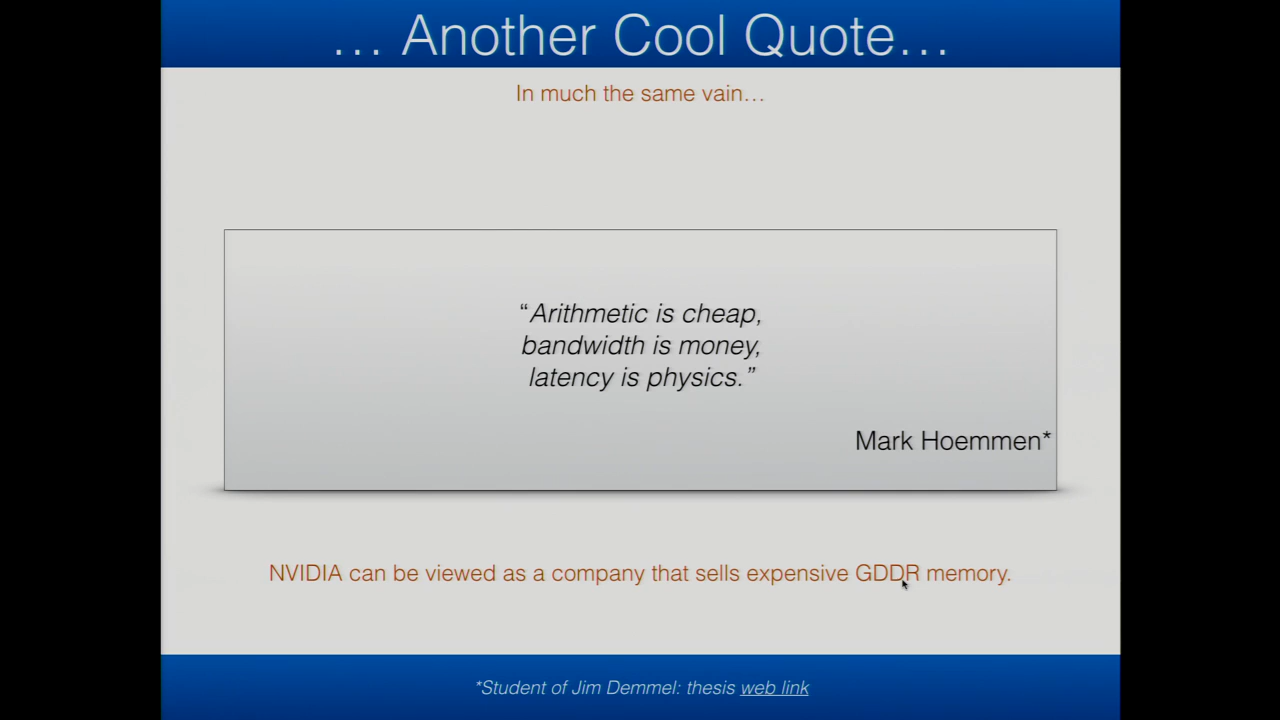 … Another Cool Quote…
In much the same vain…
“Arithmetic is cheap,
bandwidth is money,
latency is physics.”
Mark Hoemmen*
NVIDIA can be viewed as a company that sells expensive GDDR memory.
*Student of Jim Demmel: thesis web link